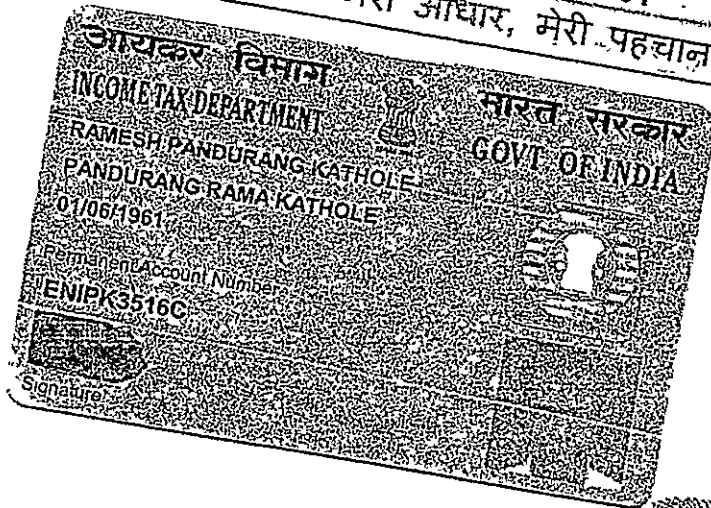 आधार, मेरी पहचान
आयकर विभाग
भारत सरकार
INCOME TAX DEPARTMENT
GOVT OF INDIA
RAMESH PANDURANG KATHOLE
PANDURANG RAMA KATHOLE
01/06/1961
Permanent Account Number
ENIPK3516C
Signature